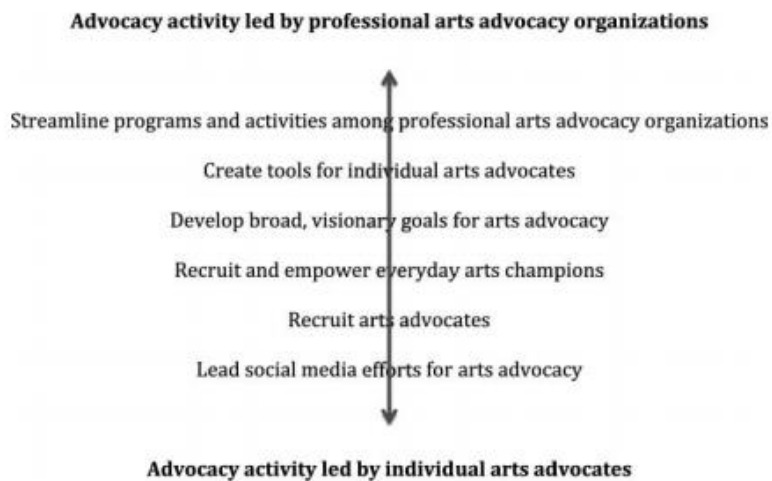 Advocacy activity led by professional arts advocacy organizations
Streamline programs and activities among professional arts advocacy organizations
Create tools for individual arts advocates
Develop broad, visionary goals for arts advocacy
Recruit and empower everyday arts champions
Recruit arts advocates
Lead social media efforts for arts advocacy
Advocacy activity led by individual arts advocates